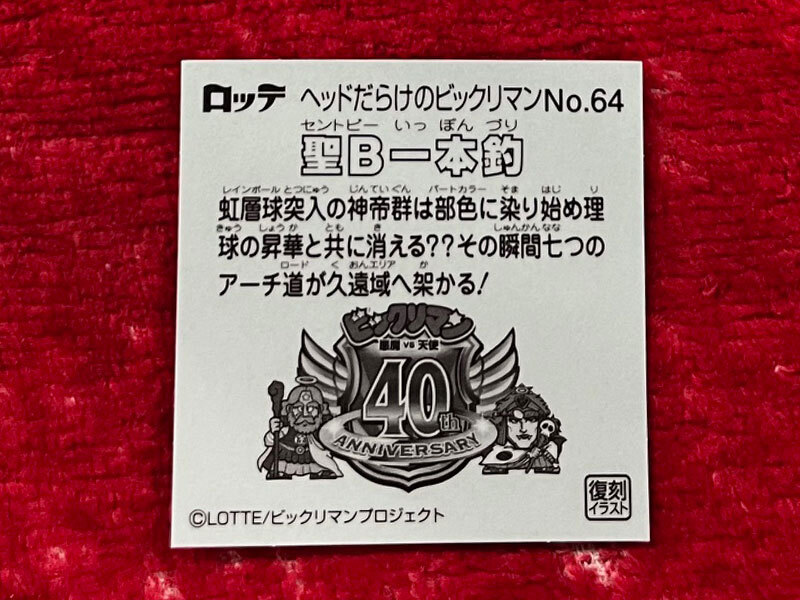 ロッテ ヘッドだらけのビックリマンNo.64
セントビー いっ ぽん づり
聖B一本釣
レインボール とつにゅう じんていぐん パートカラー そま はじ り
虹層球突入の神帝群は部色に染り始め理
きゅう しょうか とも き しゅんかん なな
球の昇華と共に消える??その瞬間七つの
ロード く おんエリア か
アーチ道が久遠域へ架かる!
ビックリマン
悪魔 VS 天使
40th
ANNIVERSARY
復刻
イラスト
©LOTTE/ビックリマンプロジェクト